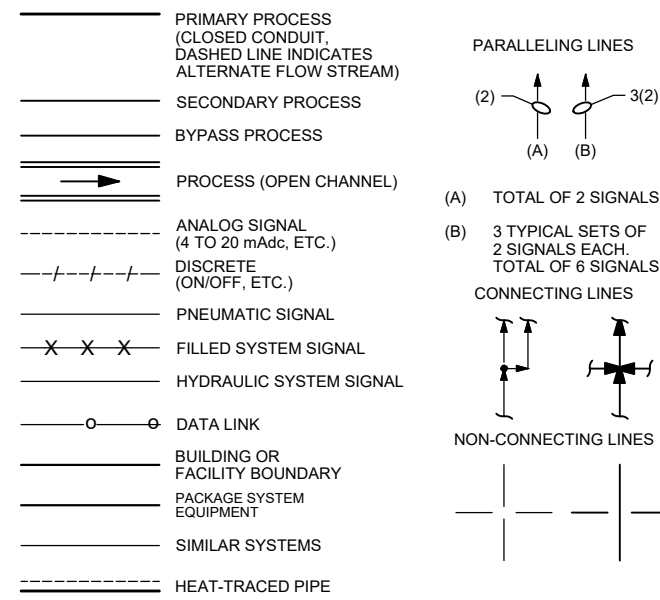 PRIMARY PROCESS
(CLOSED CONDUIT,
DASHED LINE INDICATES
ALTERNATE FLOW STREAM)
SECONDARY PROCESS
BYPASS PROCESS
PROCESS (OPEN CHANNEL)
ANALOG SIGNAL
(4 TO 20 mAdc, ETC.)
DISCRETE
(ON/OFF, ETC.)
PNEUMATIC SIGNAL
X X X
FILLED SYSTEM SIGNAL
HYDRAULIC SYSTEM SIGNAL
o o
DATA LINK
BUILDING OR
FACILITY BOUNDARY
PACKAGE SYSTEM
EQUIPMENT
SIMILAR SYSTEMS
HEAT-TRACED PIPE
PARALLELING LINES
(2) 3(2)
(A) (B)
(A) TOTAL OF 2 SIGNALS
(B) 3 TYPICAL SETS OF
2 SIGNALS EACH.
TOTAL OF 6 SIGNALS
CONNECTING LINES
NON-CONNECTING LINES